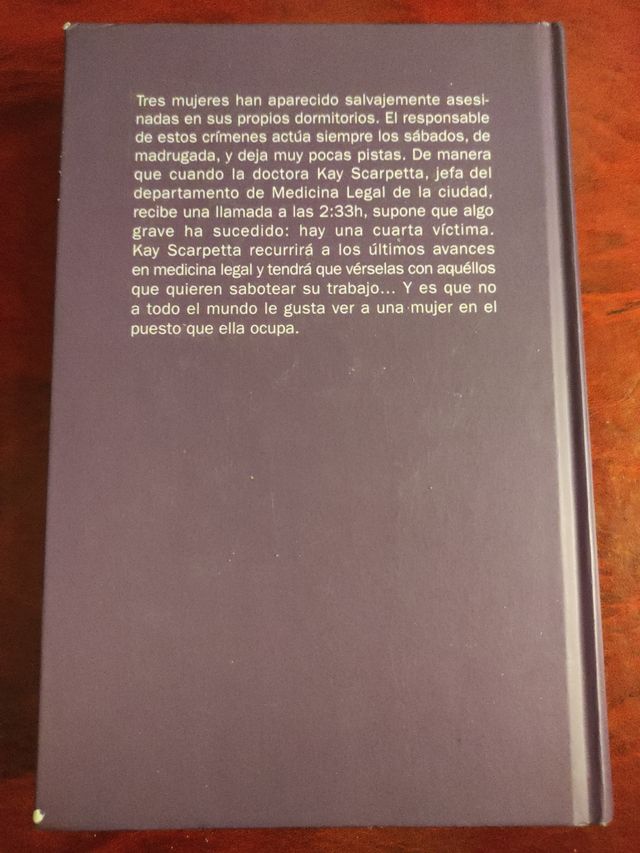 Tres mujeres han aparecido salvajemente asesi-
nadas en sus propios dormitorios. El responsable
de estos crímenes actúa siempre los sábados, de
madrugada, y deja muy pocas pistas. De manera
que cuando la doctora Kay Scarpetta, jefa del
departamento de Medicina Legal de la ciudad,
recibe una llamada a las 2:33h, supone que algo
grave ha sucedido: hay una cuarta víctima.
Kay Scarpetta recurrirá a los últimos avances
en medicina legal y tendrá que vérselas con aquéllos
que quieren sabotear su trabajo... Y es que no
a todo el mundo le gusta ver a una mujer en el
puesto que ella ocupa.